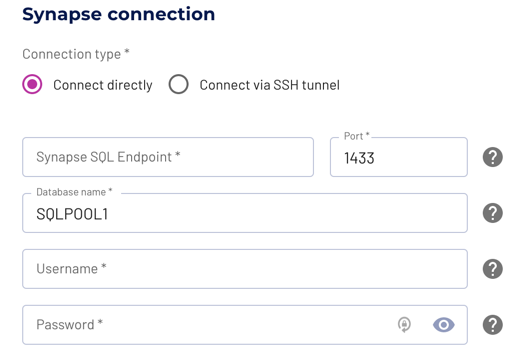 Synapse connection
Connection type *
Connect directly Connect via SSH tunnel
Port *
Synapse SQL Endpoint * 1433 ?
Database name *
SQLPOOL1 ?
Username * ?
Password * ?